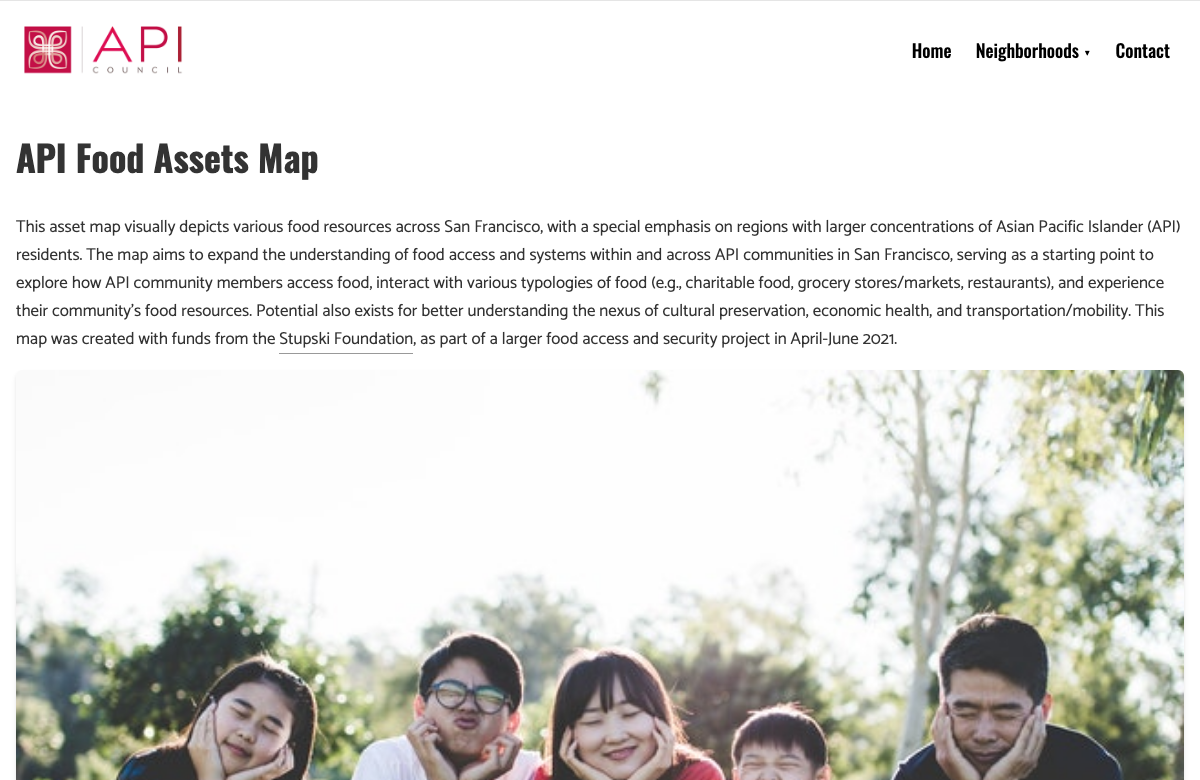 API
COUNCIL
Home Neighborhoods ▾ Contact
API Food Assets Map
This asset map visually depicts various food resources across San Francisco, with a special emphasis on regions with larger concentrations of Asian Pacific Islander (API)
residents. The map aims to expand the understanding of food access and systems within and across API communities in San Francisco, serving as a starting point to
explore how API community members access food, interact with various typologies of food (e.g., charitable food, grocery stores/markets, restaurants), and experience
their community’s food resources. Potential also exists for better understanding the nexus of cultural preservation, economic health, and transportation/mobility. This
map was created with funds from the Stupski Foundation, as part of a larger food access and security project in April-June 2021.